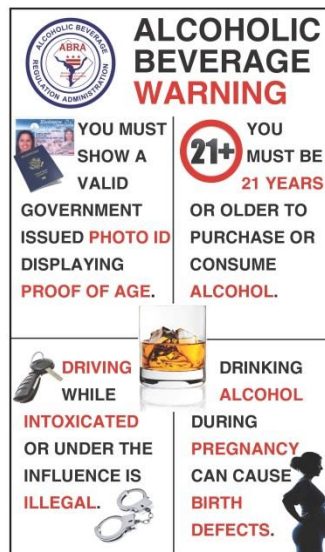 ALCOHOLIC BEVERAGE
ABRA
REGULATION ADMINISTRATION
ALCOHOLIC
BEVERAGE
WARNING
YOU MUST
SHOW A
VALID
GOVERNMENT
ISSUED PHOTO ID
DISPLAYING
PROOF OF AGE.
21+
YOU
MUST BE
21 YEARS
OR OLDER TO
PURCHASE OR
CONSUME
ALCOHOL.
DRIVING
WHILE
INTOXICATED
OR UNDER THE
INFLUENCE IS
ILLEGAL.
DRINKING
ALCOHOL
DURING
PREGNANCY
CAN CAUSE
BIRTH
DEFECTS.